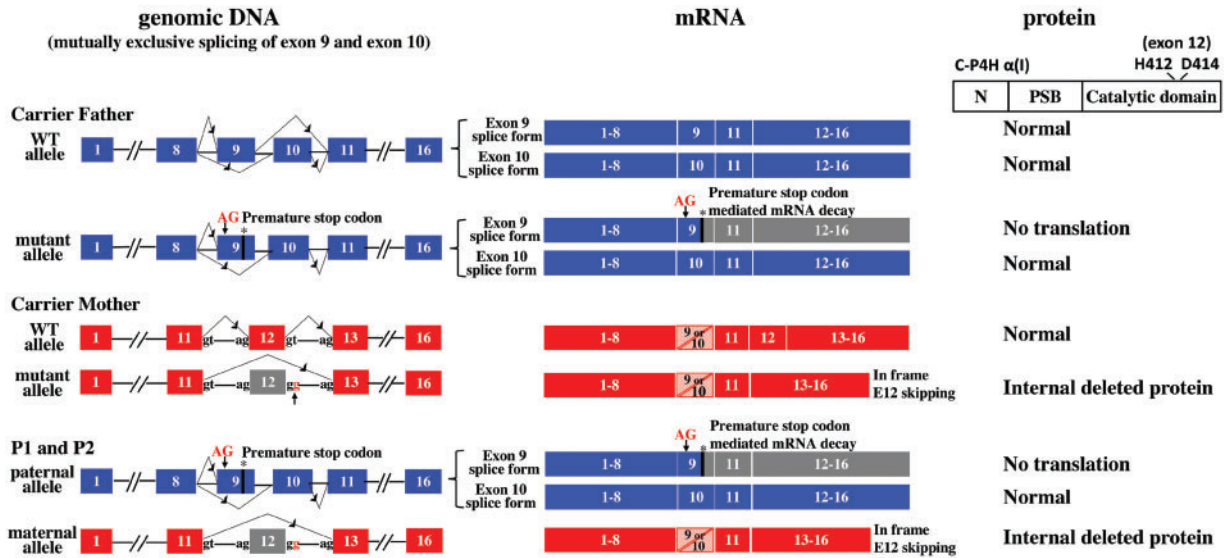 genomic DNA
(mutually exclusive splicing of exon 9 and exon 10)
mRNA
protein
(exon 12)
C-P4H α(I)
H412 D414
N PSB Catalytic domain
Carrier Father
WT allele
1 8 9 10 11 16
Exon 9 splice form
1-8 9 11 12-16
Normal
Exon 10 splice form
1-8 10 11 12-16
Normal
mutant allele
AG
* Premature stop codon
1 8 9 10 11 16
Exon 9 splice form
AG
* Premature stop codon mediated mRNA decay
1-8 9 11 12-16
No translation
Exon 10 splice form
1-8 10 11 12-16
Normal
Carrier Mother
WT allele
1 11 gt ag 12 gt ag 13 16
1-8 9 or 10 11 12 13-16
Normal
mutant allele
1 11 gt ag 12 gg ag 13 16
1-8 9 or 10 11 13-16
In frame E12 skipping
Internal deleted protein
P1 and P2
paternal allele
AG
* Premature stop codon
1 8 9 10 11 16
Exon 9 splice form
AG
* Premature stop codon mediated mRNA decay
1-8 9 11 12-16
No translation
Exon 10 splice form
1-8 10 11 12-16
Normal
maternal allele
1 11 gt ag 12 gg ag 13 16
1-8 9 or 10 11 13-16
In frame E12 skipping
Internal deleted protein